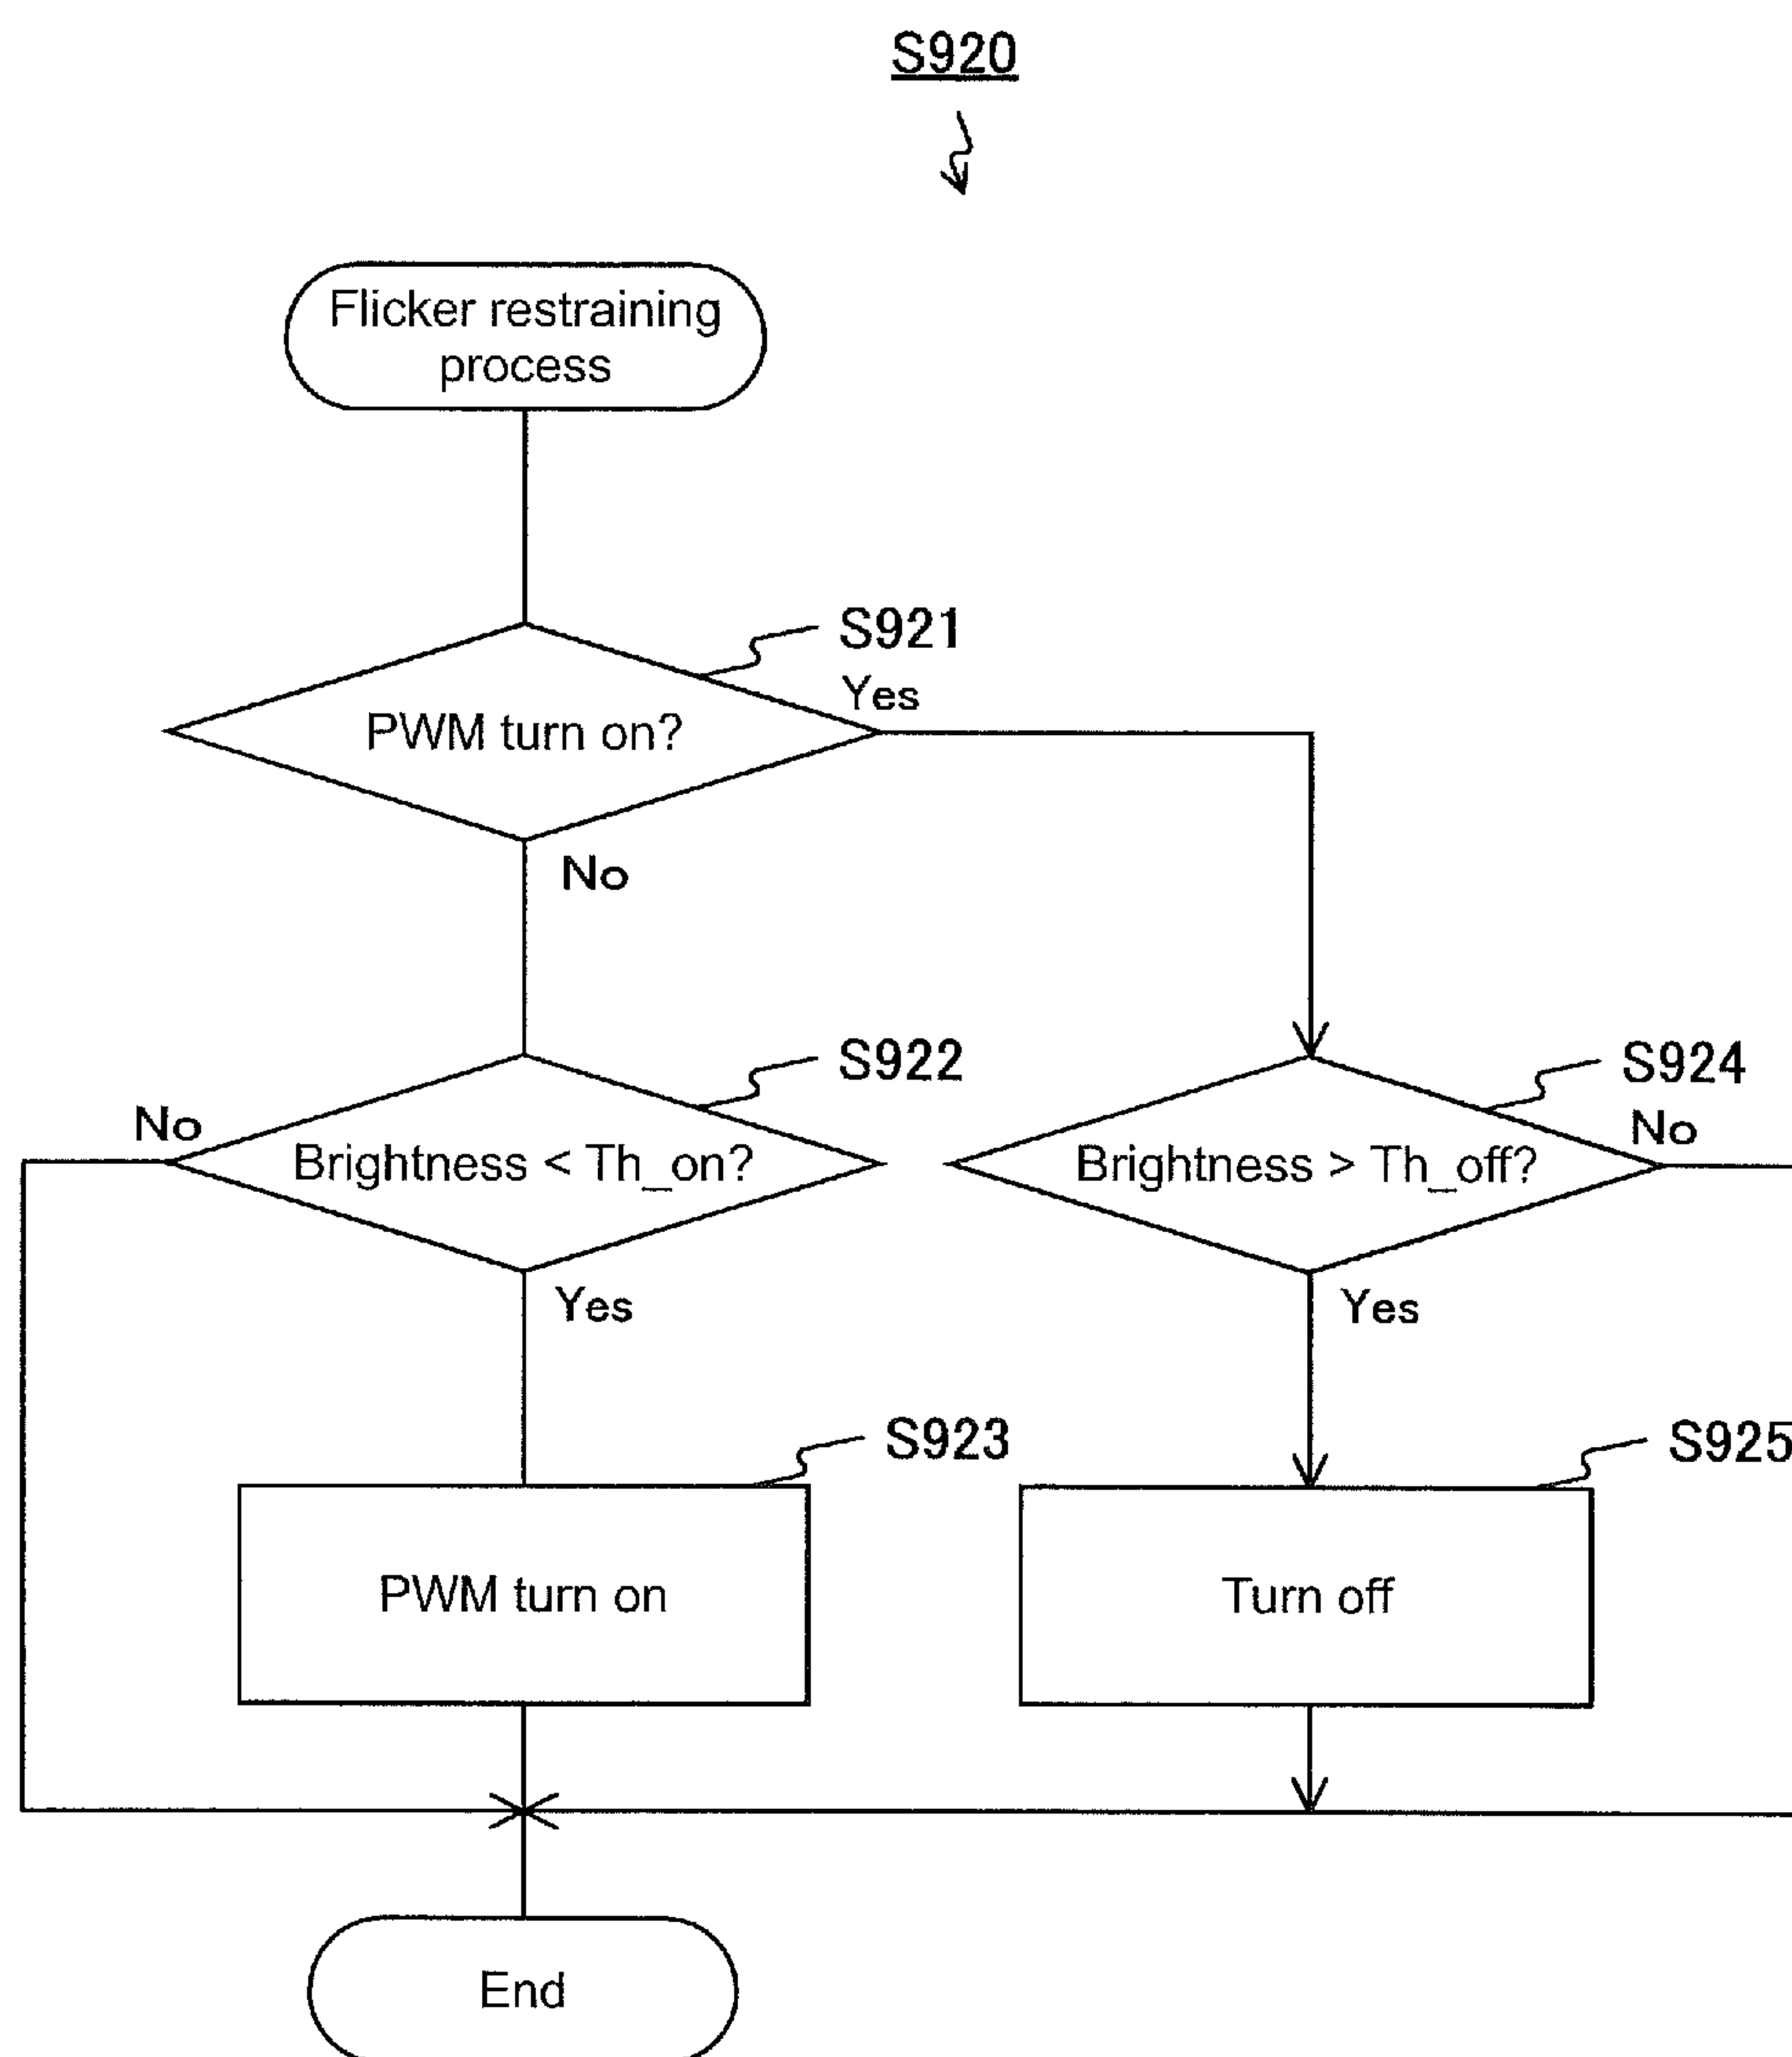 S920
Flicker restraining
process
S921
Yes
PWM turn on?
No
S922
S924
No
No
Brightness < Th_on?
Brightness > Th_off?
Yes
Yes
S923
S925
PWM turn on
Turn off
End